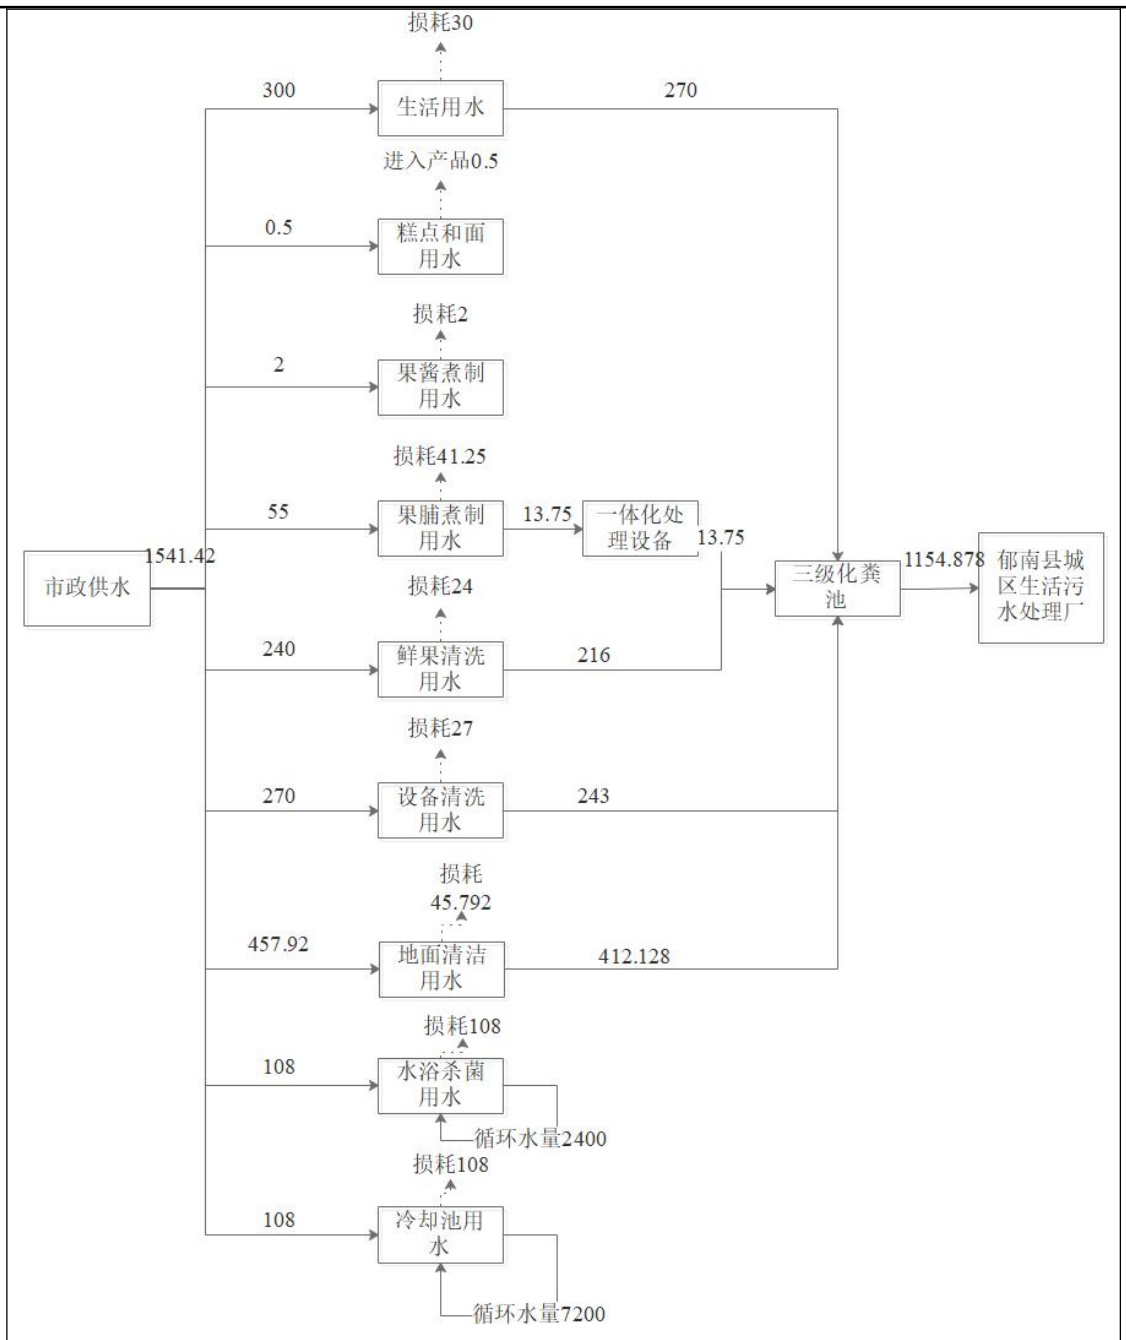 损耗30
300
生活用水
270
进入产品0.5
0.5
糕点和面
用水
损耗2
2
果酱煮制
用水
损耗41.25
55
果脯煮制
用水
13.75
一体化处
理设备
13.75
市政供水
1541.42
三级化粪
池
1154.878
郁南县城
区生活污
水处理厂
损耗24
240
鲜果清洗
用水
216
损耗27
270
设备清洗
用水
243
损耗
45.792
457.92
地面清洁
用水
412.128
损耗108
108
水浴杀菌
用水
循环水量2400
损耗108
108
冷却池用
水
循环水量7200